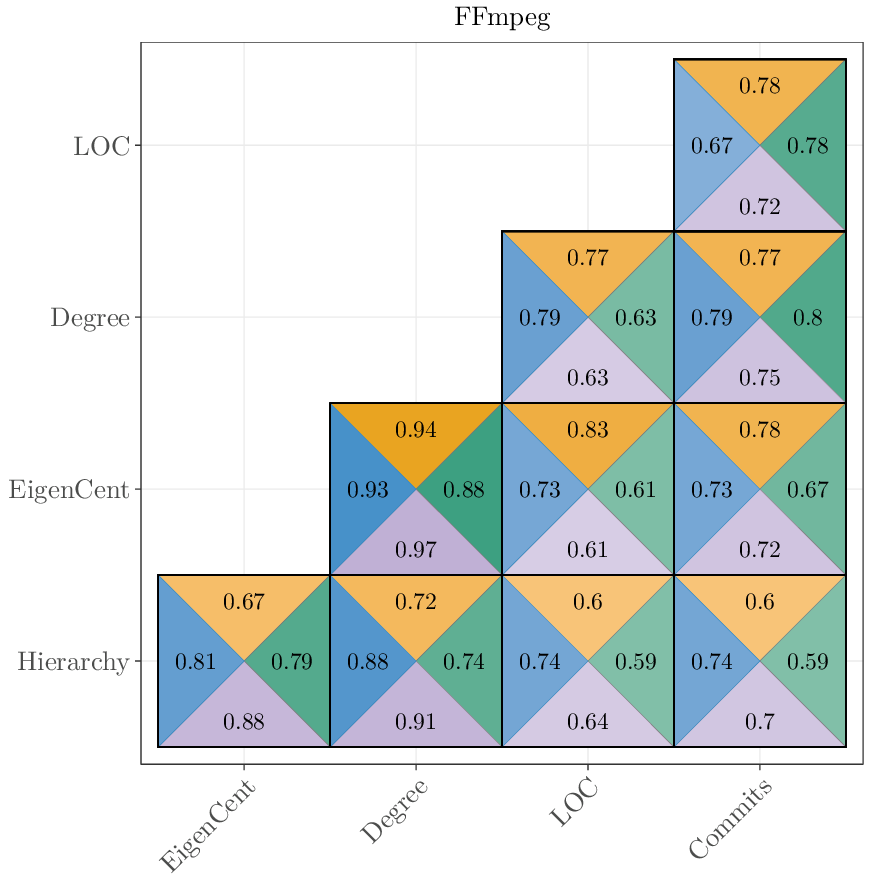 FFmpeg
0.78
LOC 0.67 0.78
0.72
0.77 0.77
Degree 0.79 0.63 0.79 0.8
0.63 0.75
0.94 0.83 0.78
EigenCent 0.93 0.88 0.73 0.61 0.73 0.67
0.97 0.61 0.72
0.67 0.72 0.6 0.6
Hierarchy 0.81 0.79 0.88 0.74 0.74 0.59 0.74 0.59
0.88 0.91 0.64 0.7
EigenCent Degree LOC Commits